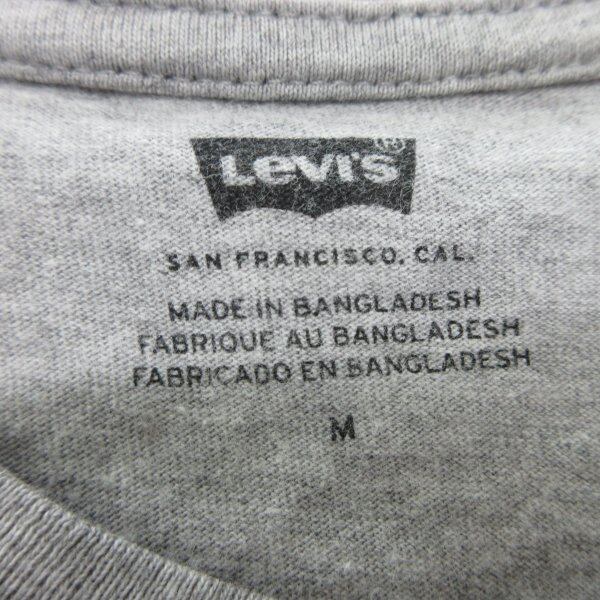 Levi's®
SAN FRANCISCO, CAL.
MADE IN BANGLADESH
FABRIQUE AU BANGLADESH
FABRICADO EN BANGLADESH
M